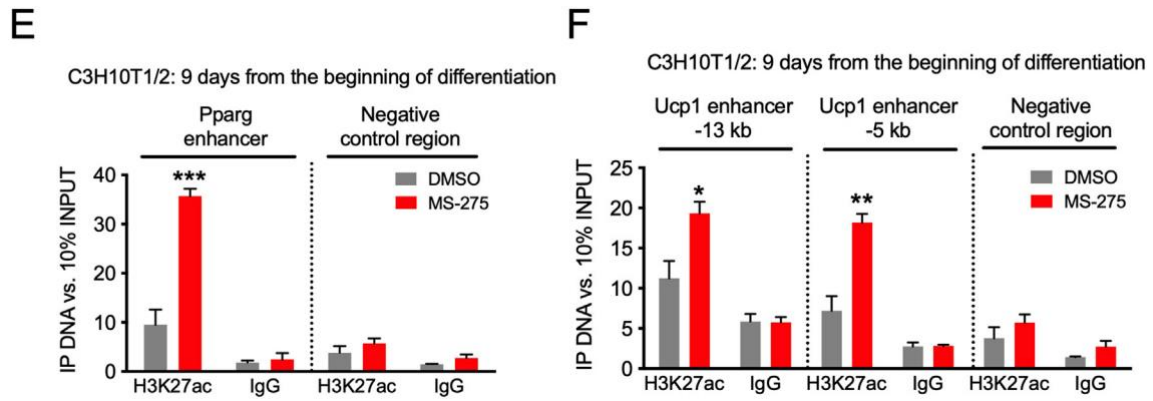 E
C3H10T1/2: 9 days from the beginning of differentiation
Pparg
enhancer
Negative
control region
IP DNA vs. 10% INPUT
40
30
20
10
0
***
DMSO
MS-275
H3K27ac
IgG
H3K27ac
IgG
F
C3H10T1/2: 9 days from the beginning of differentiation
Ucp1 enhancer
-13 kb
Ucp1 enhancer
-5 kb
Negative
control region
IP DNA vs. 10% INPUT
25
20
15
10
5
0
*
**
DMSO
MS-275
H3K27ac
IgG
H3K27ac
IgG
H3K27ac
IgG